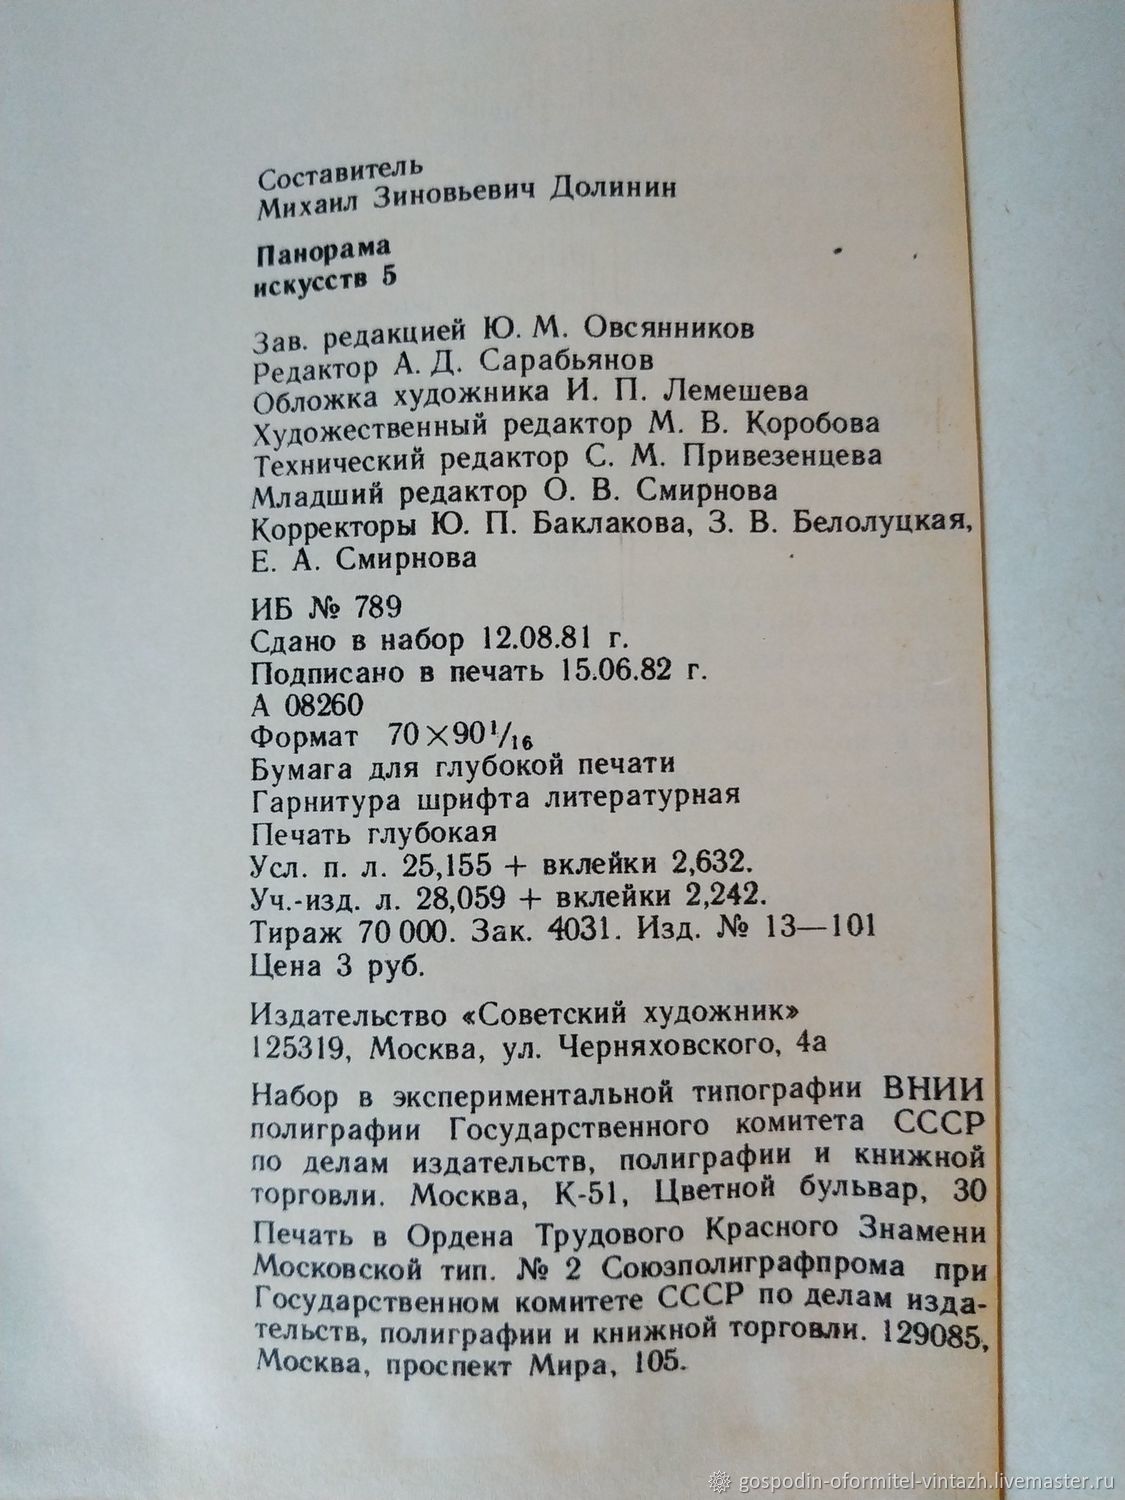 Составитель
Михаил Зиновьевич Долинин
Панорама
искусств 5
Зав. редакцией Ю. М. Овсянников
Редактор А. Д. Сарабьянов
Обложка художника И. П. Лемешева
Художественный редактор М. В. Коробова
Технический редактор С. М. Привезенцева
Младший редактор О. В. Смирнова
Корректоры Ю. П. Баклакова, З. В. Белолуцкая,
Е. А. Смирнова
ИБ № 789
Сдано в набор 12.08.81 г.
Подписано в печать 15.06.82 г.
А 08260
Формат 70×90 1/16
Бумага для глубокой печати
Гарнитура шрифта литературная
Печать глубокая
Усл. п. л. 25,155 + вклейки 2,632.
Уч.-изд. л. 28,059 + вклейки 2,242.
Тираж 70 000. Зак. 4031. Изд. № 13—101
Цена 3 руб.
Издательство «Советский художник»
125319, Москва, ул. Черняховского, 4а
Набор в экспериментальной типографии ВНИИ
полиграфии Государственного комитета СССР
по делам издательств, полиграфии и книжной
торговли. Москва, К-51, Цветной бульвар, 30
Печать в Ордена Трудового Красного Знамени
Московской тип. № 2 Союзполиграфпрома при
Государственном комитете СССР по делам изда-
тельств, полиграфии и книжной торговли. 129085,
Москва, проспект Мира, 105.
gospodin-oformitel-vintazh.livemaster.ru